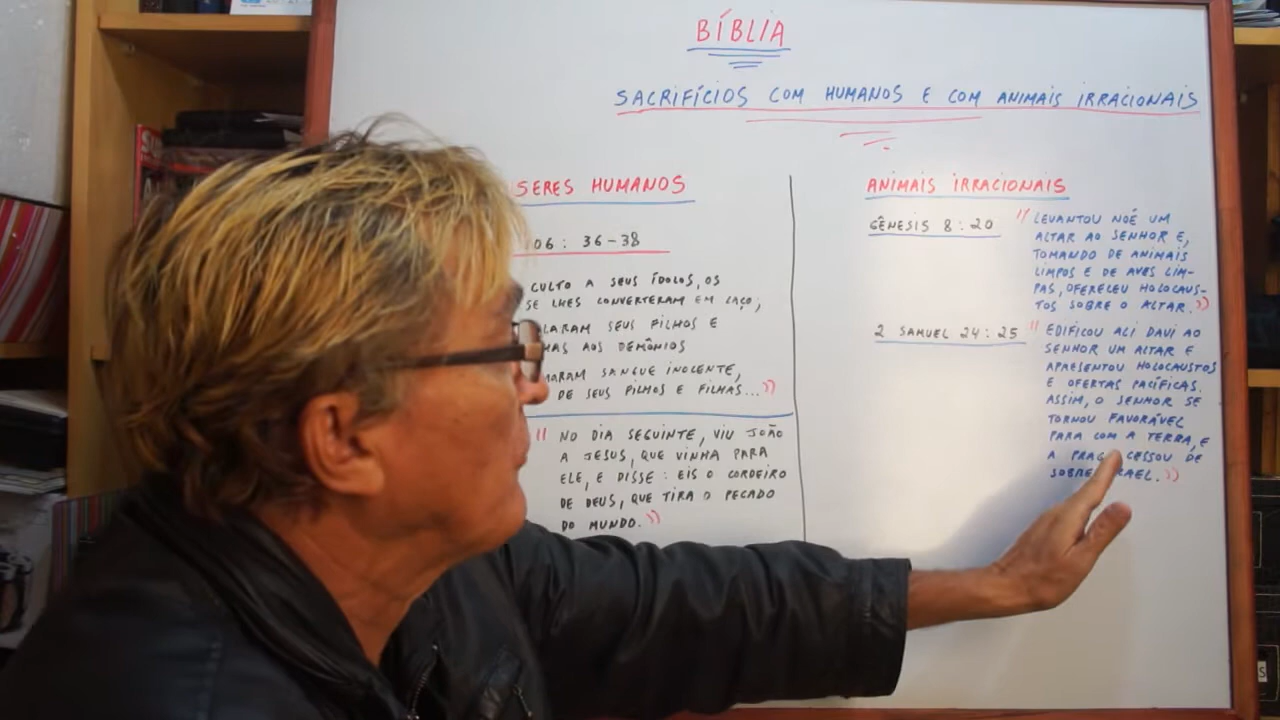 BÍBLIA
SACRIFÍCIOS COM HUMANOS E COM ANIMAIS IRRACIONAIS
SERES HUMANOS
06: 36-38
CULTO A SEUS ÍDOLOS, OS
SE LHES CONVERTERAM EM LAÇO;
LARAM SEUS FILHOS E
HAS AOS DEMÔNIOS
MARAM SANGUE INOCENTE,
DE SEUS FILHOS E FILHAS...))
(( NO DIA SEGUINTE, VIU JOÃO
A JESUS, QUE VINHA PARA
ELE, E DISSE: EIS O CORDEIRO
DE DEUS, QUE TIRA O PECADO
DO MUNDO.))
ANIMAIS IRRACIONAIS
GÊNESIS 8:20
(( LEVANTOU NOÉ UM
ALTAR AO SENHOR E,
TOMANDO DE ANIMAIS
LIMPOS E DE AVES LIM-
PAS, OFERECEU HOLOCAUS-
TOS SOBRE O ALTAR.))
2 SAMUEL 24:25
(( EDIFICOU ALI DAVI AO
SENHOR UM ALTAR E
APRESENTOU HOLOCAUSTOS
E OFERTAS PACÍFICAS.
ASSIM, O SENHOR SE
TORNOU FAVORÁVEL
PARA COM A TERRA, E
A PRAG CESSOU DE
SOBRE RAEL.))